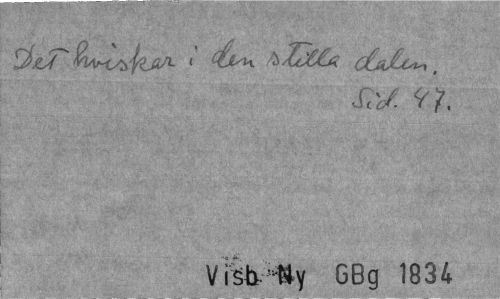 Det hviskar i den stilla dalen.
Sid. 47.
Visb Ny GBg 1834